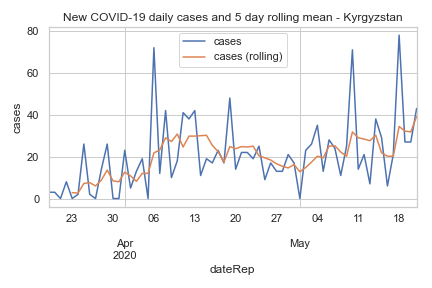 New COVID-19 daily cases and 5 day rolling mean - Kyrgyzstan
cases
cases (rolling)
80
60
40
20
0
cases
23 30 06 13 20 27 04 11 18
Apr May
2020
dateRep